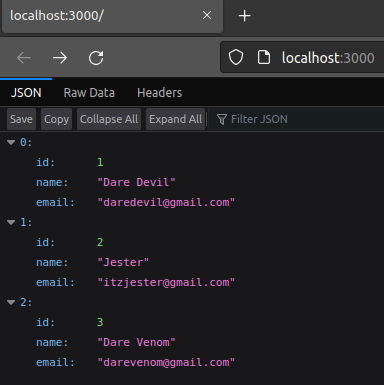 localhost:3000/
localhost:3000
JSON Raw Data Headers
Save Copy Collapse All Expand All Filter JSON
0:
id: 1
name: "Dare Devil"
email: "daredevil@gmail.com"
1:
id: 2
name: "Jester"
email: "itzjester@gmail.com"
2:
id: 3
name: "Dare Venom"
email: "darevenom@gmail.com"